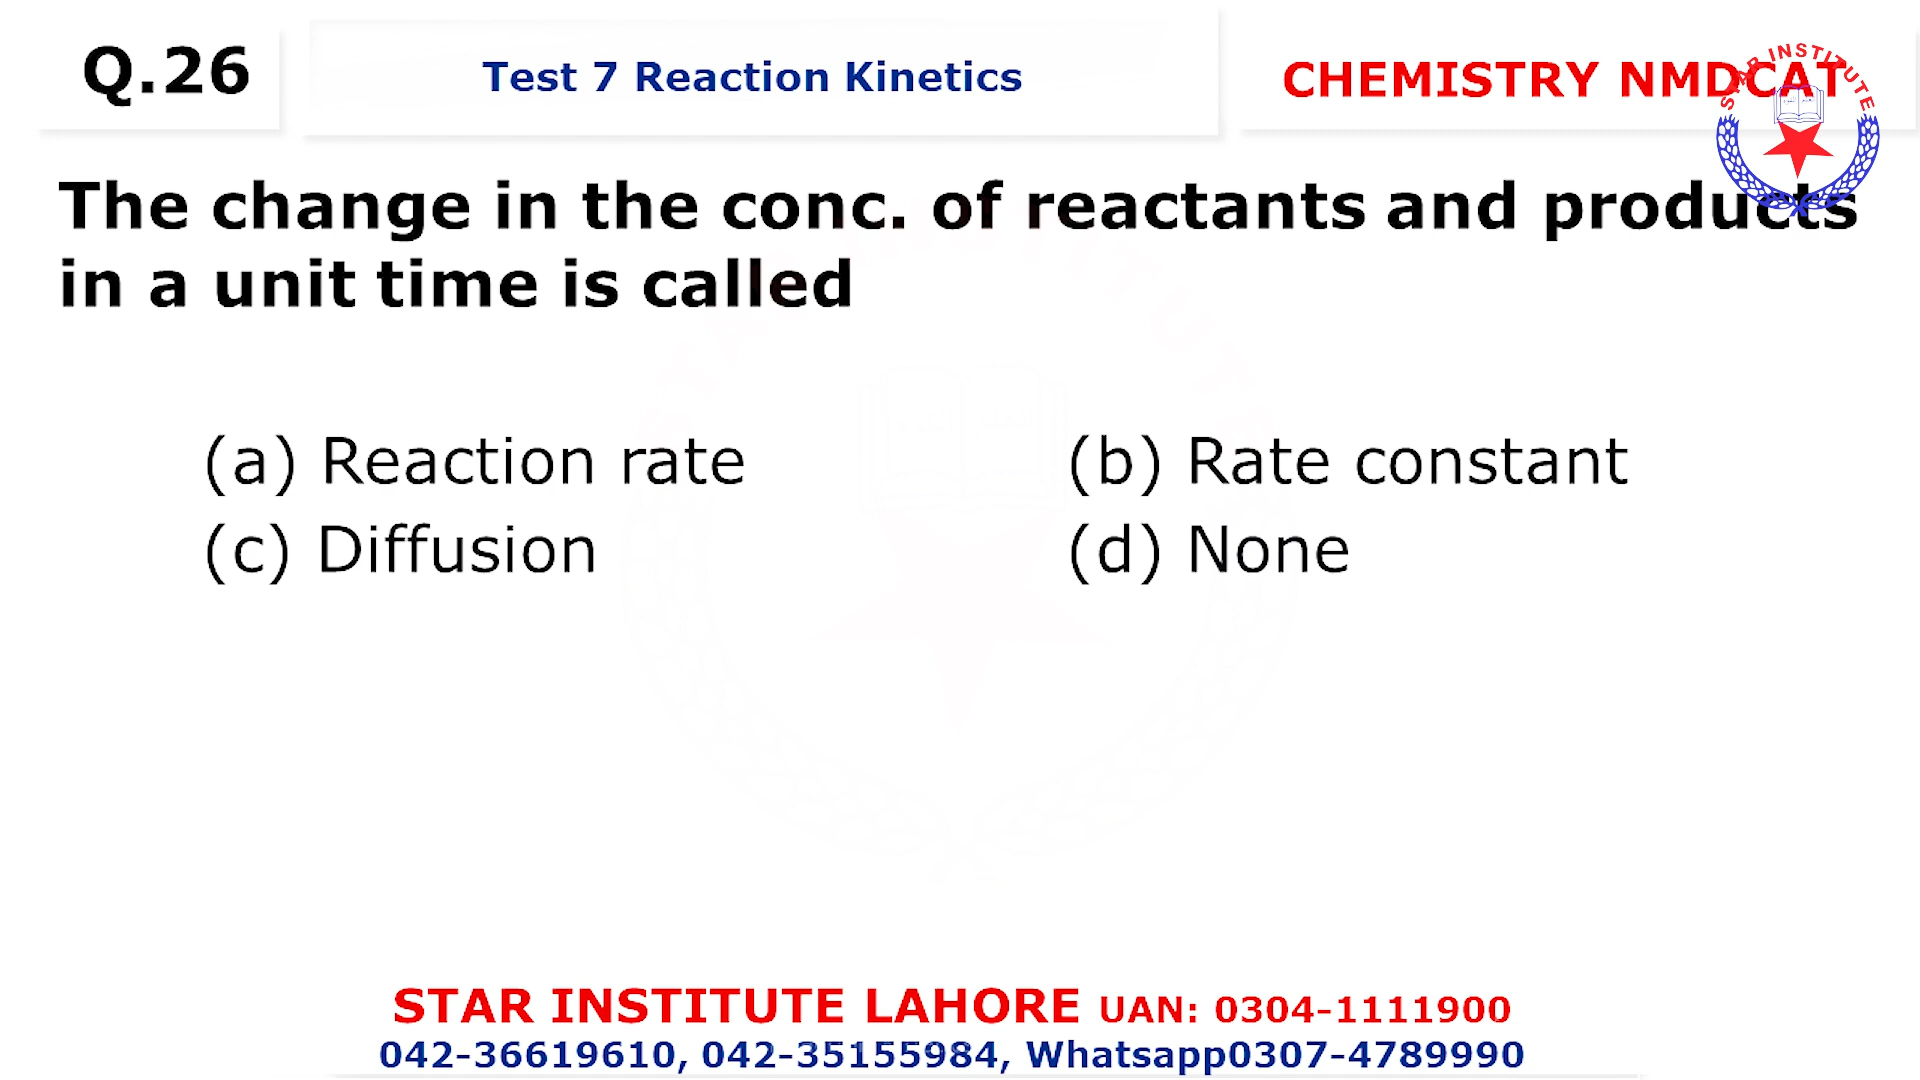 Q.26
Test 7 Reaction Kinetics
CHEMISTRY NMDCAT
STAR INSTITUTE
The change in the conc. of reactants and products
in a unit time is called
(a) Reaction rate
(b) Rate constant
(c) Diffusion
(d) None
STAR INSTITUTE LAHORE UAN: 0304-1111900
042-36619610, 042-35155984, Whatsapp0307-4789990